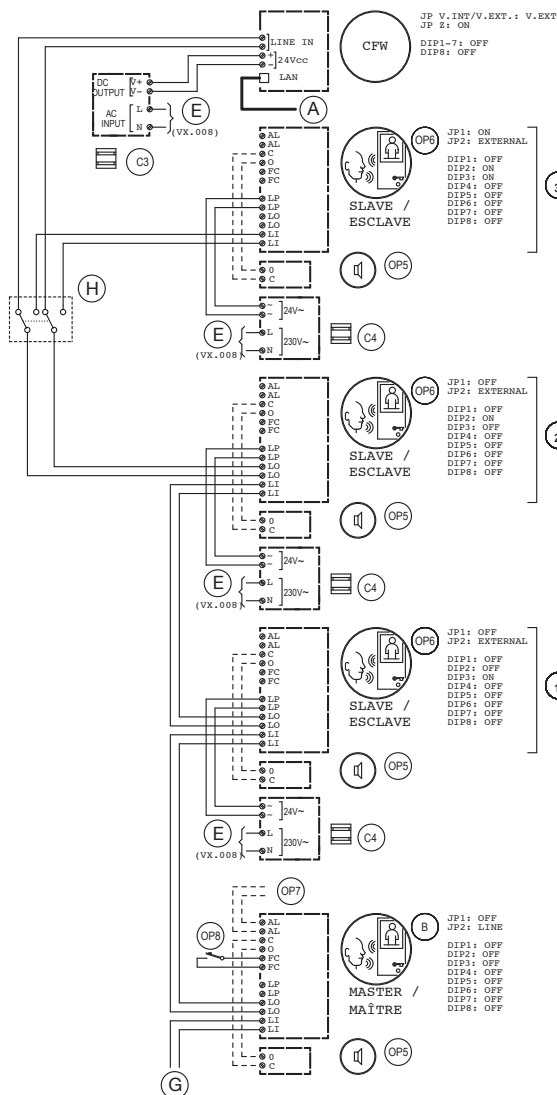 JP V.INT/V.EXT.: V.EXT
JP Z: ON
DIP1-7: OFF
DIP8: OFF
CFW
LINE IN
+
-
24Vcc
LAN
A
DC OUTPUT
V+
V-
AC INPUT
L
N
E
(VX.008)
C3
AL
AL
C
O
FC
FC
LP
LP
LO
LO
LI
LI
SLAVE /
ESCLAVE
OP6
JP1: ON
JP2: EXTERNAL
DIP1: OFF
DIP2: ON
DIP3: ON
DIP4: OFF
DIP5: OFF
DIP6: OFF
DIP7: OFF
DIP8: OFF
3
O
C
OP5
H
~
~
24V~
E
(VX.008)
L
N
230V~
C4
AL
AL
C
O
FC
FC
LP
LP
LO
LO
LI
LI
SLAVE /
ESCLAVE
OP6
JP1: OFF
JP2: EXTERNAL
DIP1: OFF
DIP2: ON
DIP3: OFF
DIP4: OFF
DIP5: OFF
DIP6: OFF
DIP7: OFF
DIP8: OFF
2
O
C
OP5
~
~
24V~
E
(VX.008)
L
N
230V~
C4
AL
AL
C
O
FC
FC
LP
LP
LO
LO
LI
LI
SLAVE /
ESCLAVE
OP6
JP1: OFF
JP2: EXTERNAL
DIP1: OFF
DIP2: OFF
DIP3: ON
DIP4: OFF
DIP5: OFF
DIP6: OFF
DIP7: OFF
DIP8: OFF
1
O
C
OP5
~
~
24V~
E
(VX.008)
L
N
230V~
C4
OP7
OP8
AL
AL
C
O
FC
FC
LP
LP
LO
LO
LI
LI
MASTER /
MAÎTRE
B
JP1: OFF
JP2: LINE
DIP1: OFF
DIP2: OFF
DIP3: OFF
DIP4: OFF
DIP5: OFF
DIP6: OFF
DIP7: OFF
DIP8: OFF
O
C
OP5
G